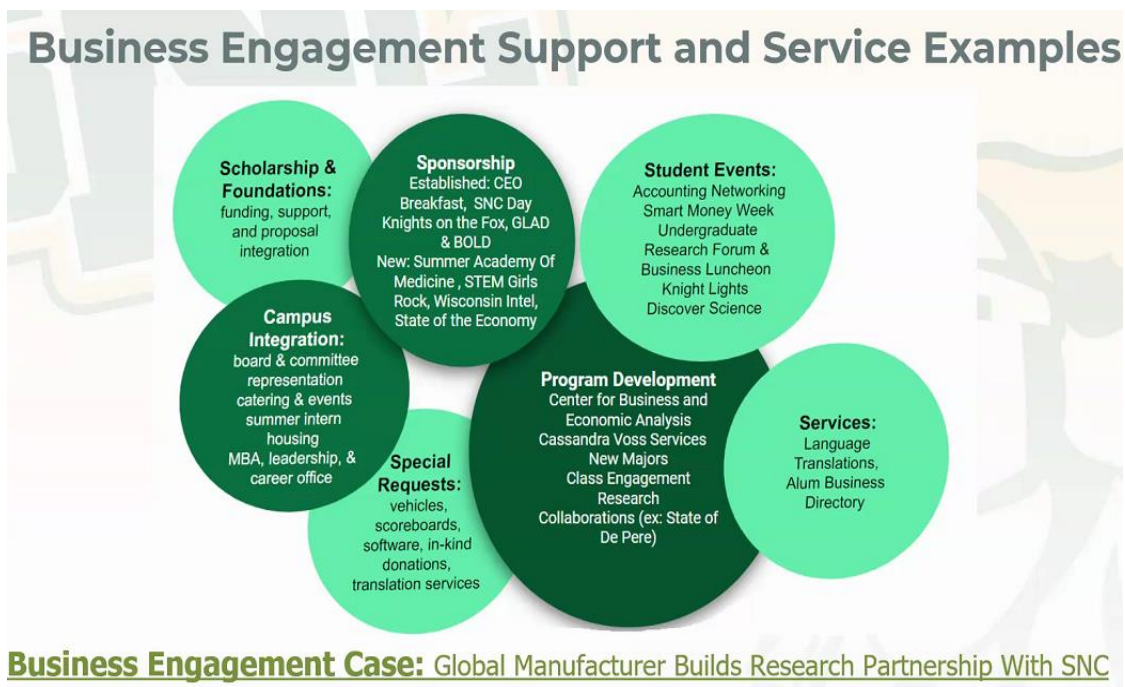 Business Engagement Support and Service Examples
Scholarship &
Foundations:
funding, support,
and proposal
integration
Sponsorship
Established: CEO
Breakfast, SNC Day
Knights on the Fox, GLAD
& BOLD
New: Summer Academy Of
Medicine , STEM Girls
Rock, Wisconsin Intel,
State of the Economy
Student Events:
Accounting Networking
Smart Money Week
Undergraduate
Research Forum &
Business Luncheon
Knight Lights
Discover Science
Campus
Integration:
board & committee
representation
catering & events
summer intern
housing
MBA, leadership, &
career office
Special
Requests:
vehicles,
scoreboards,
software, in-kind
donations,
translation services
Program Development
Center for Business and
Economic Analysis
Cassandra Voss Services
New Majors
Class Engagement
Research
Collaborations (ex: State of
De Pere)
Services:
Language
Translations,
Alum Business
Directory
Business Engagement Case: Global Manufacturer Builds Research Partnership With SNC